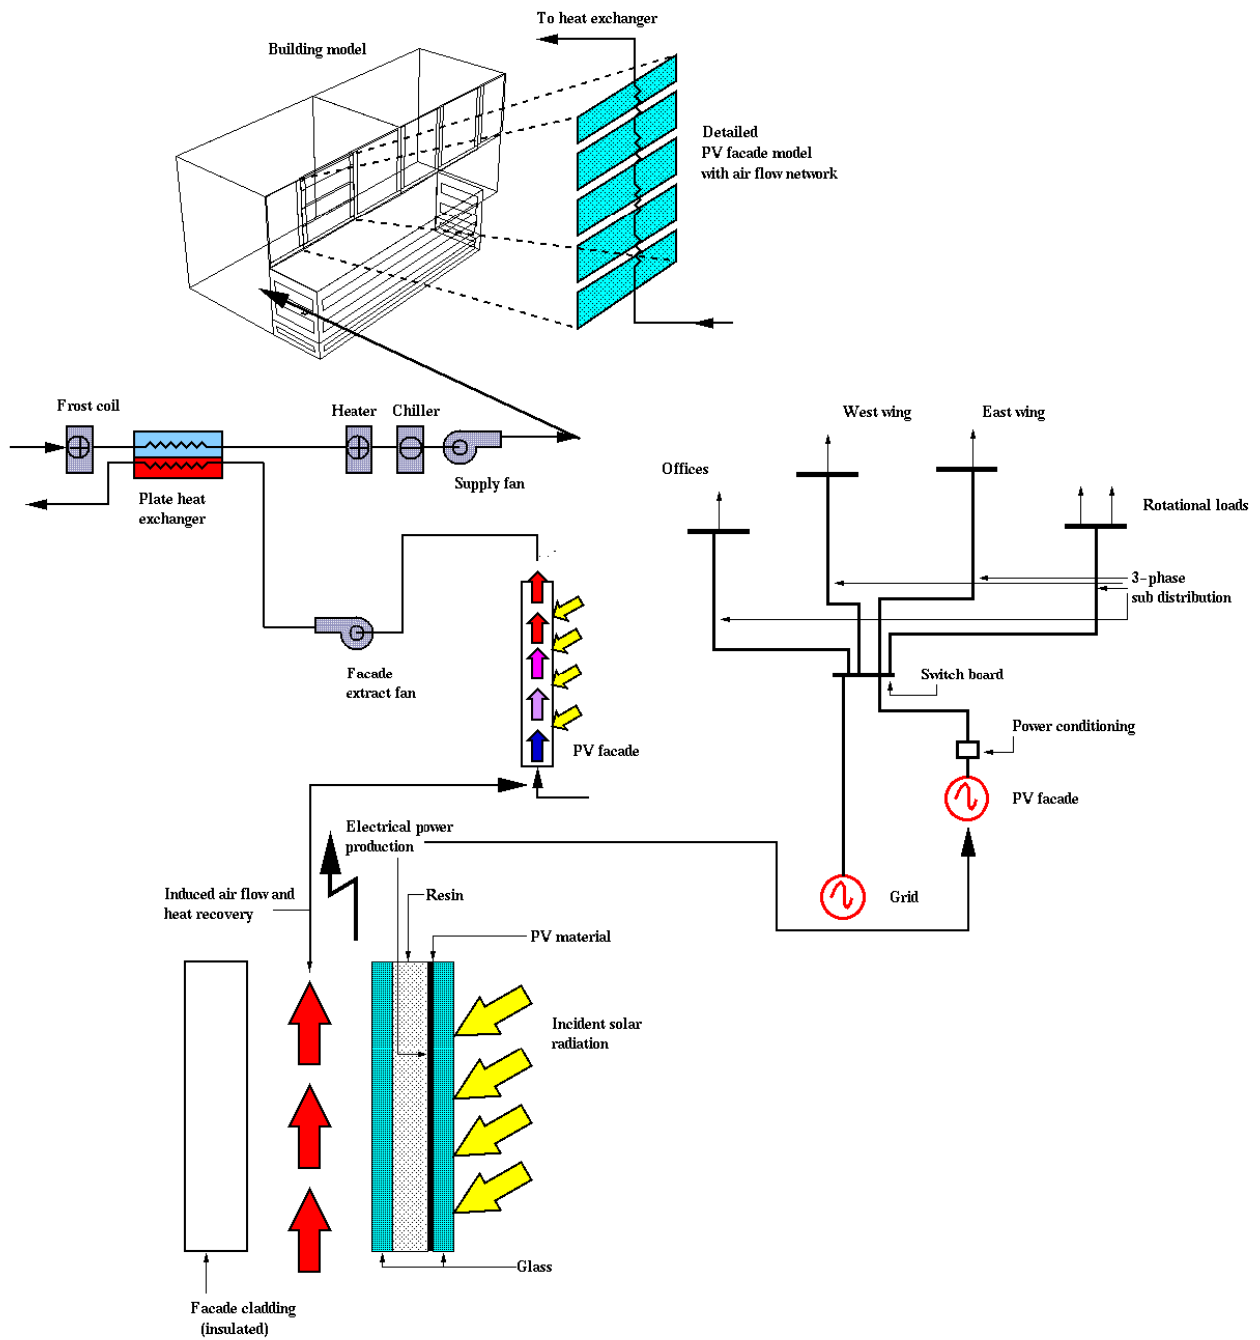 To heat exchanger
Building model
Detailed
PV facade model
with air flow network
Frost coil
Heater
Chiller
Supply fan
Plate heat
exchanger
West wing
East wing
Offices
Rotational loads
3-phase
sub distribution
Facade
extract fan
Switch board
PV facade
Power conditioning
PV facade
Electrical power
production
Induced air flow and
heat recovery
Resin
Grid
PV material
Incident solar
radiation
Glass
Facade cladding
(insulated)